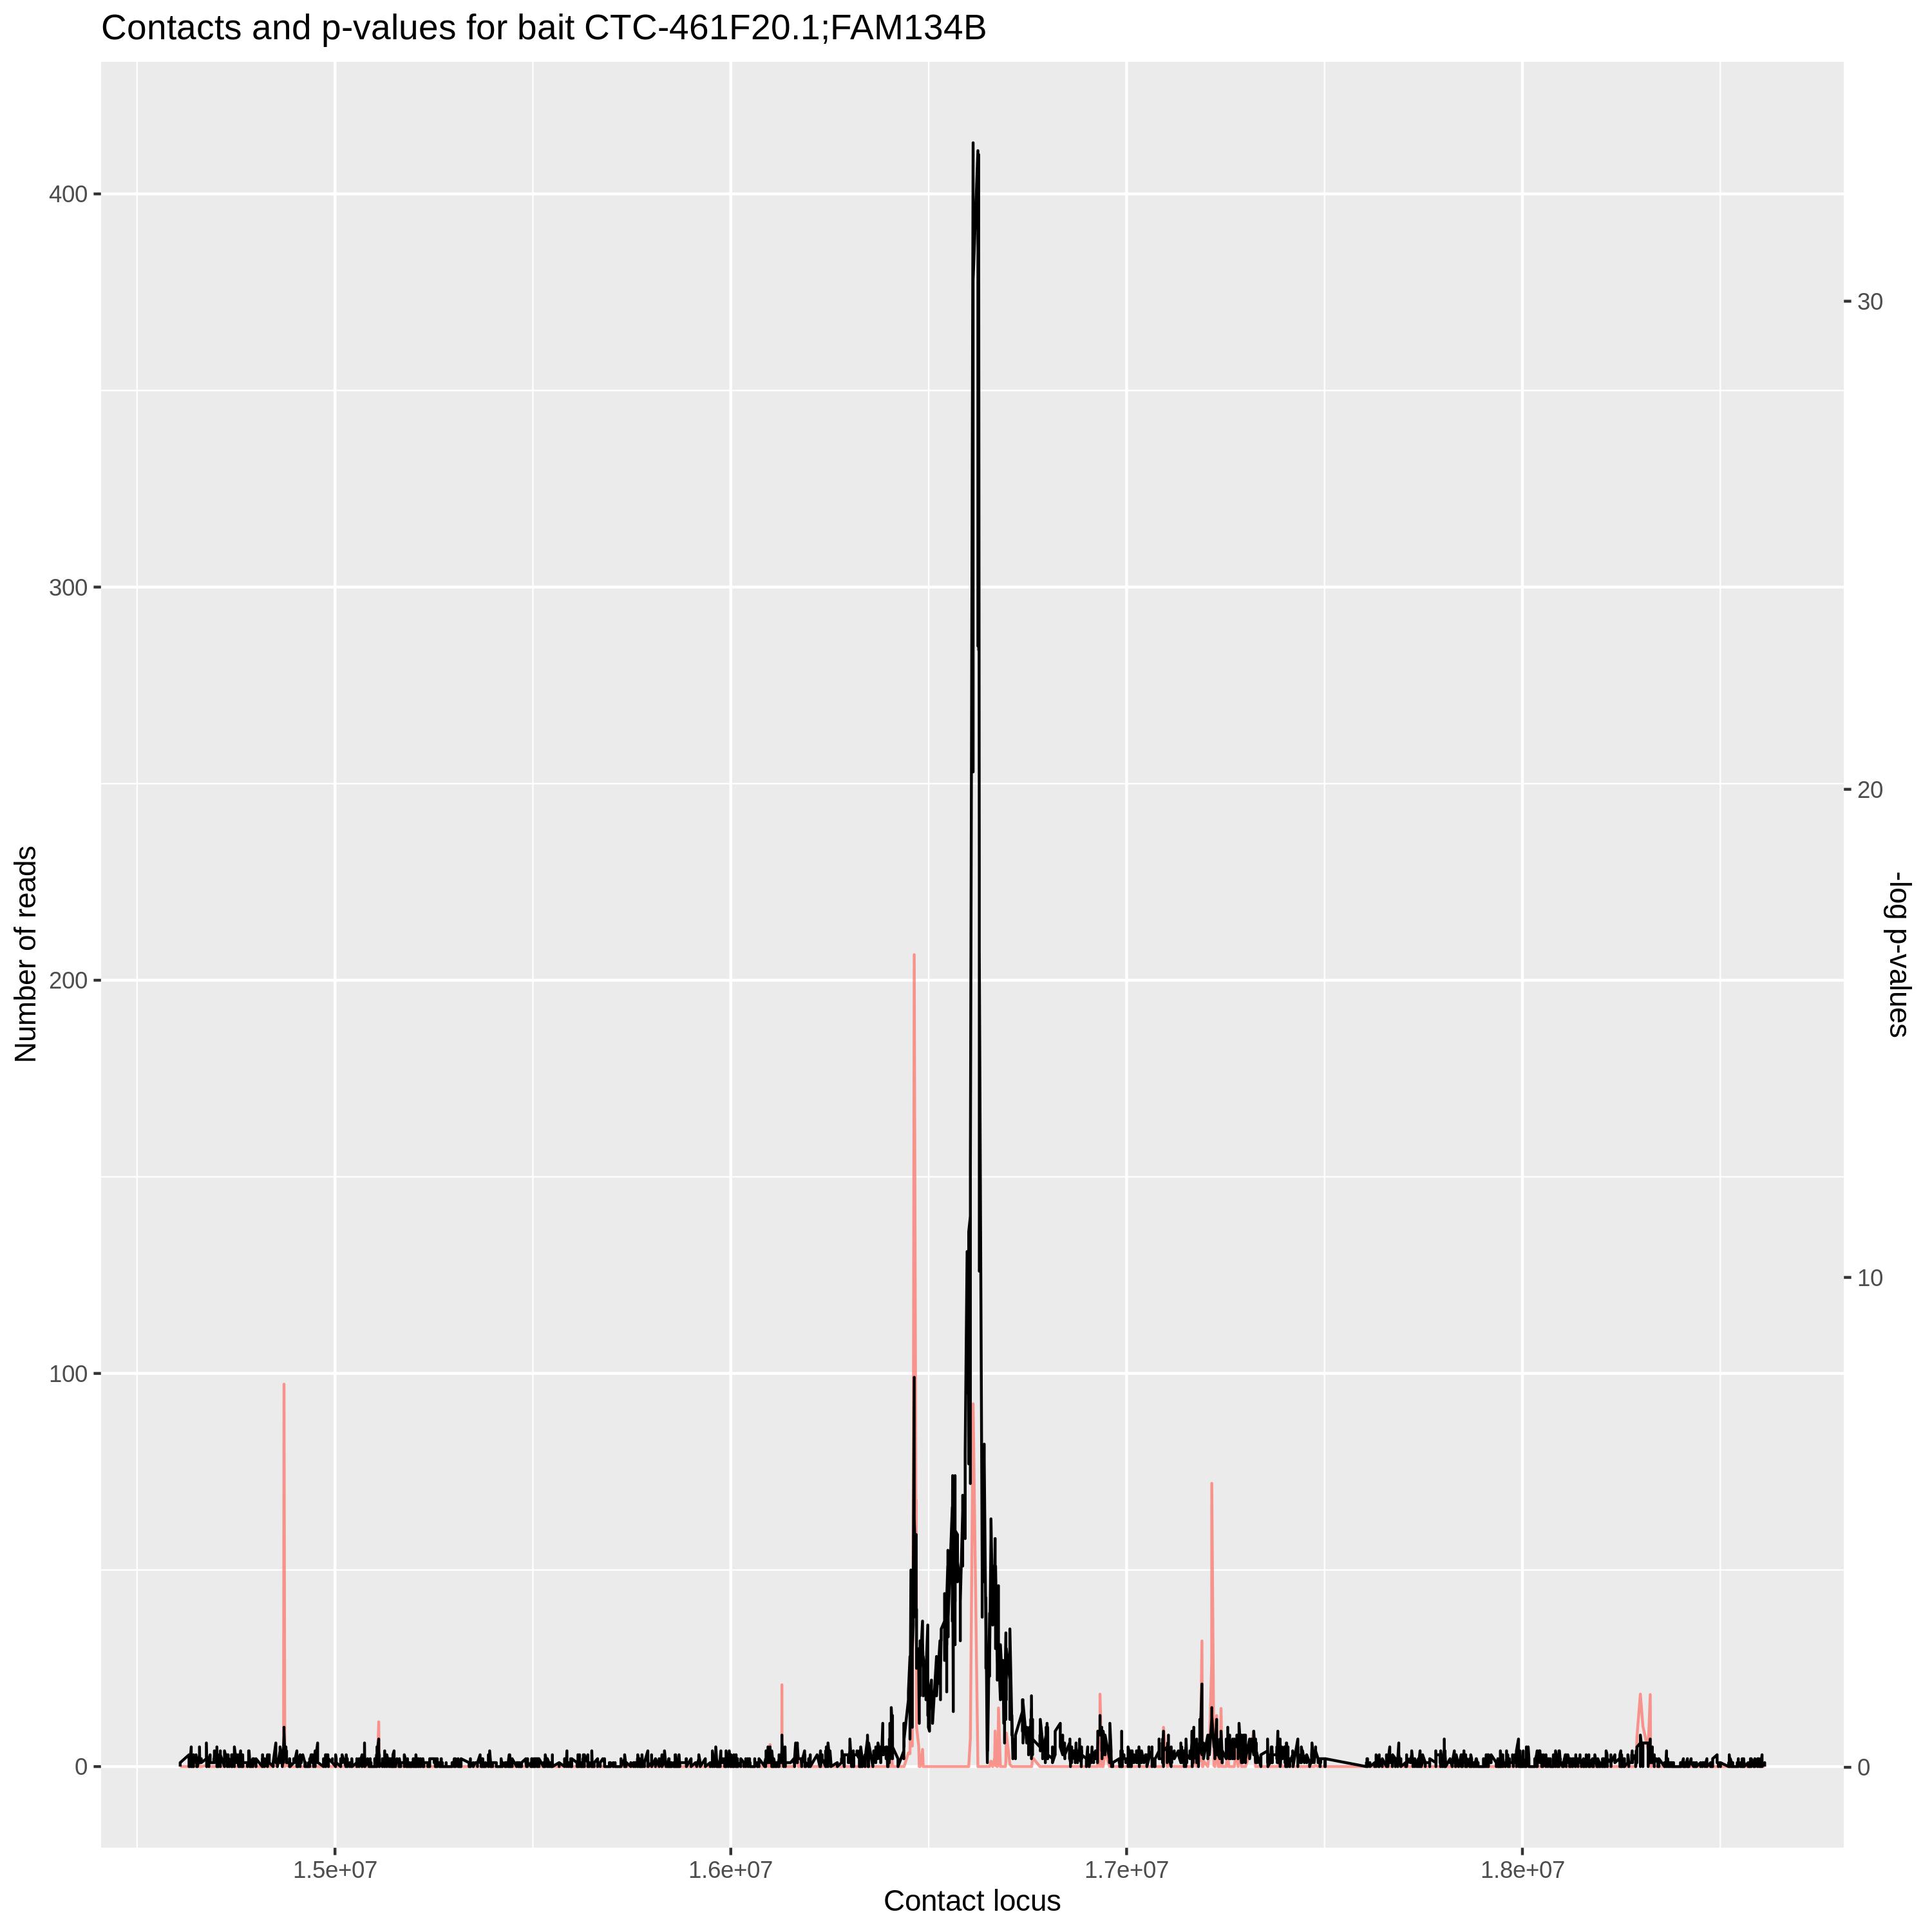 Contacts and p-values for bait CTC-461F20.1;FAM134B
400
300
200
100
0
Number of reads
30
20
10
0
-log p-values
1.5e+07
1.6e+07
1.7e+07
1.8e+07
Contact locus